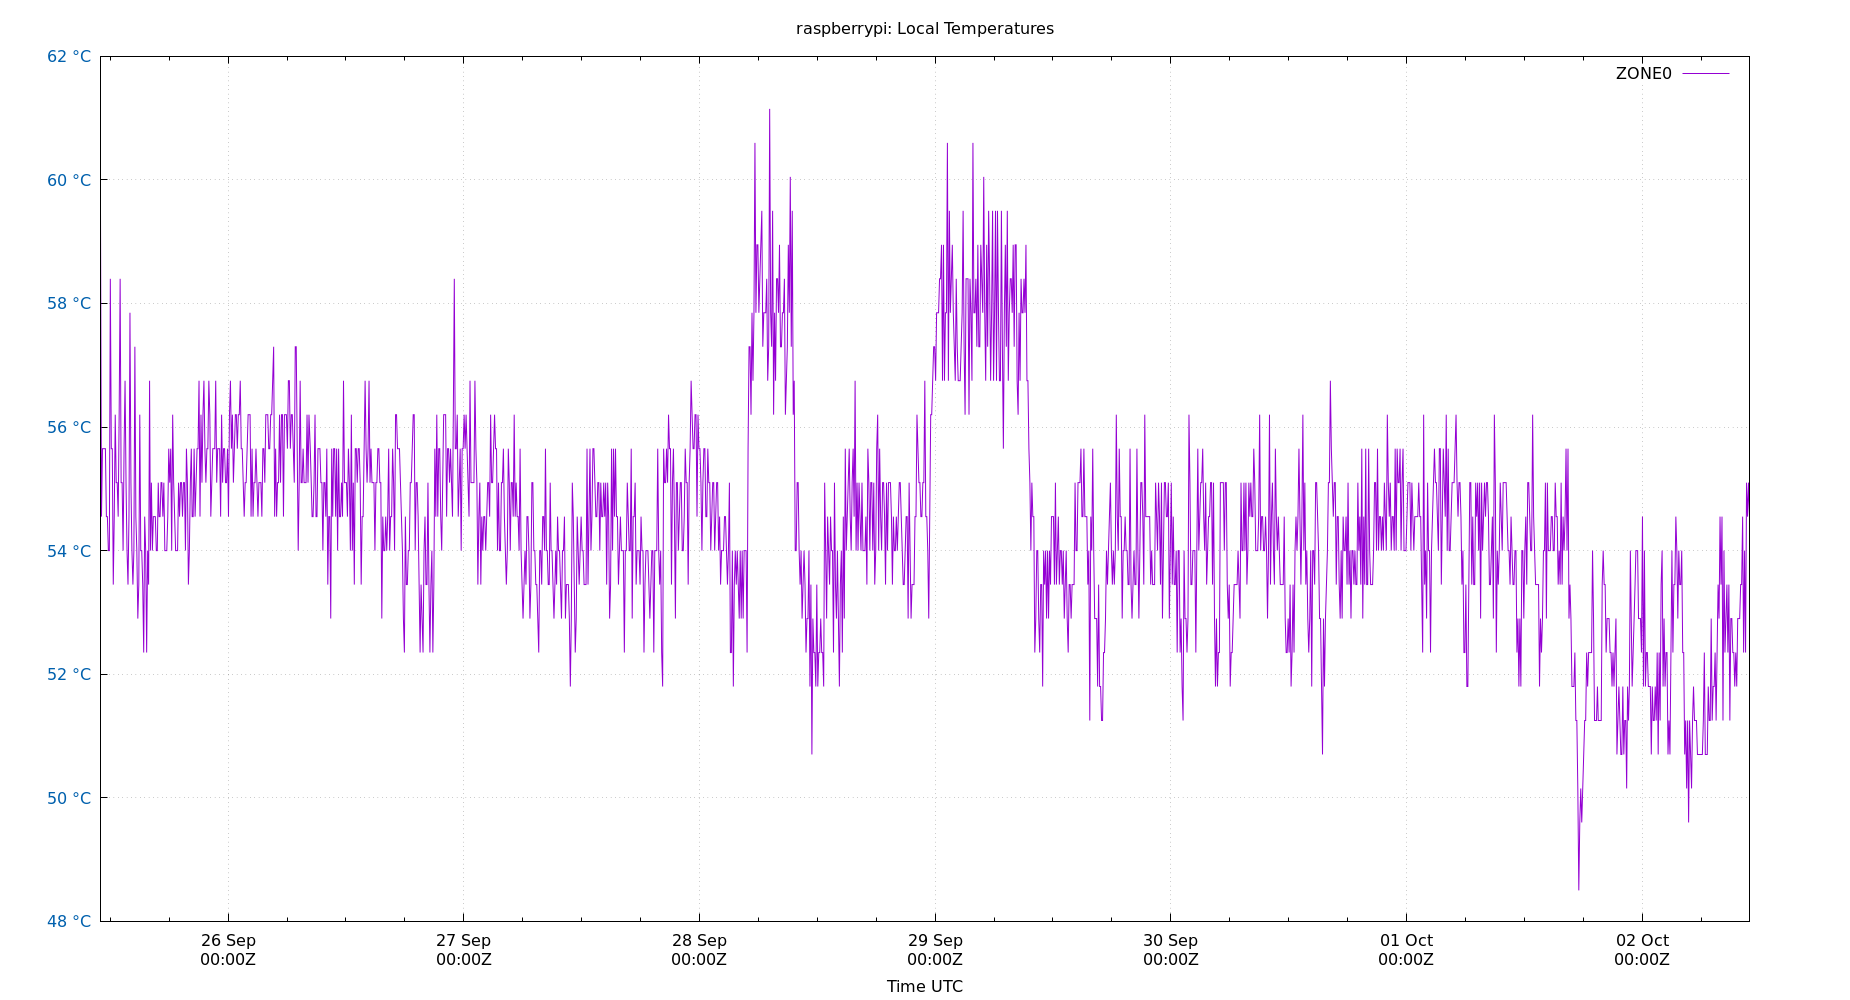 raspberrypi: Local Temperatures
62 °C
ZONE0
60 °C
58 °C
56 °C
54 °C
52 °C
50 °C
48 °C
26 Sep 27 Sep 28 Sep 29 Sep 30 Sep 01 Oct 02 Oct
00:00Z 00:00Z 00:00Z 00:00Z 00:00Z 00:00Z 00:00Z
Time UTC